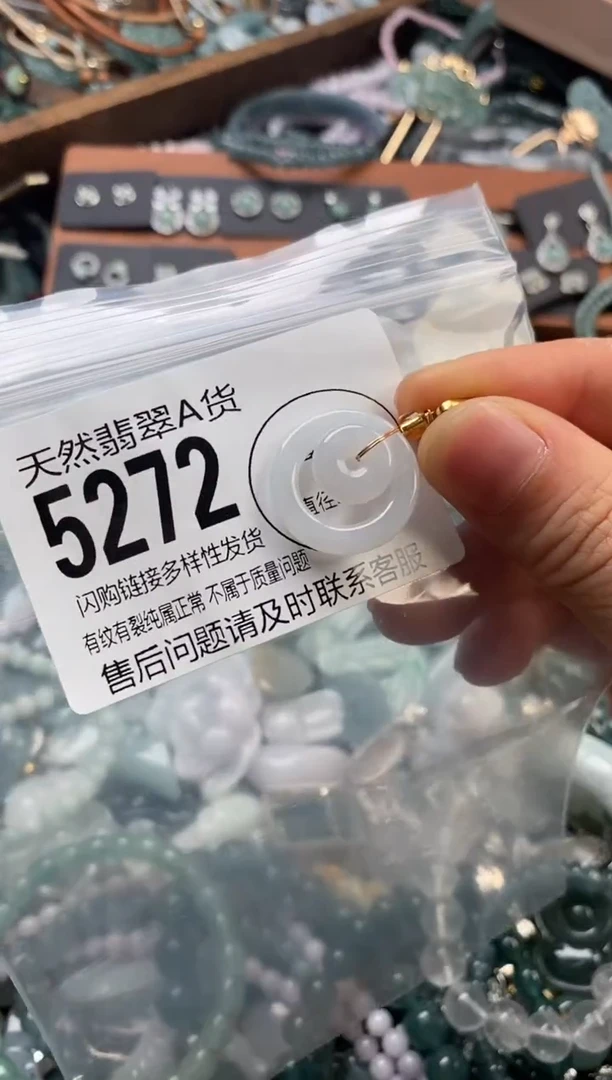 天然翡翠A货
5272
直径
闪购链接多样性发货
有纹有裂纯属正常 不属于质量问题
售后问题请及时联系客服